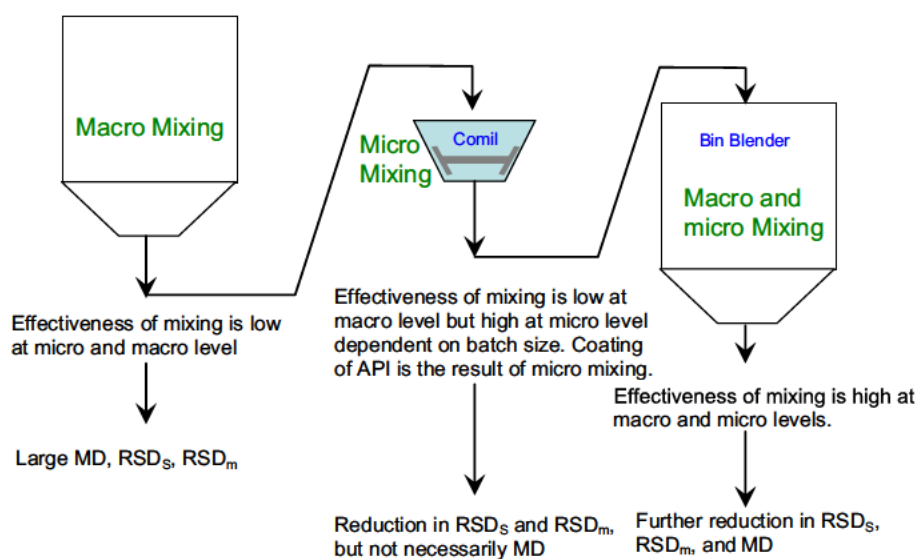 Macro Mixing
Effectiveness of mixing is low
at micro and macro level
Large MD, RSDS, RSDm
Micro
Mixing
Comil
Effectiveness of mixing is low at
macro level but high at micro level
dependent on batch size. Coating
of API is the result of micro mixing.
Reduction in RSDS and RSDm,
but not necessarily MD
Bin Blender
Macro and
micro Mixing
Effectiveness of mixing is high at
macro and micro levels.
Further reduction in RSDS,
RSDm, and MD